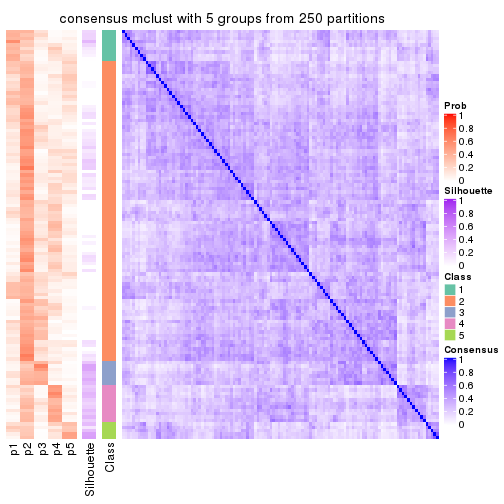 consensus mclust with 5 groups from 250 partitions
Prob
1
0.8
0.6
0.4
0.2
0
Silhouette
1
0.8
0.6
0.4
0.2
0
Class
1
2
3
4
5
Consensus
1
0.8
0.6
0.4
0.2
0
p1
p2
p3
p4
p5
Silhouette
Class